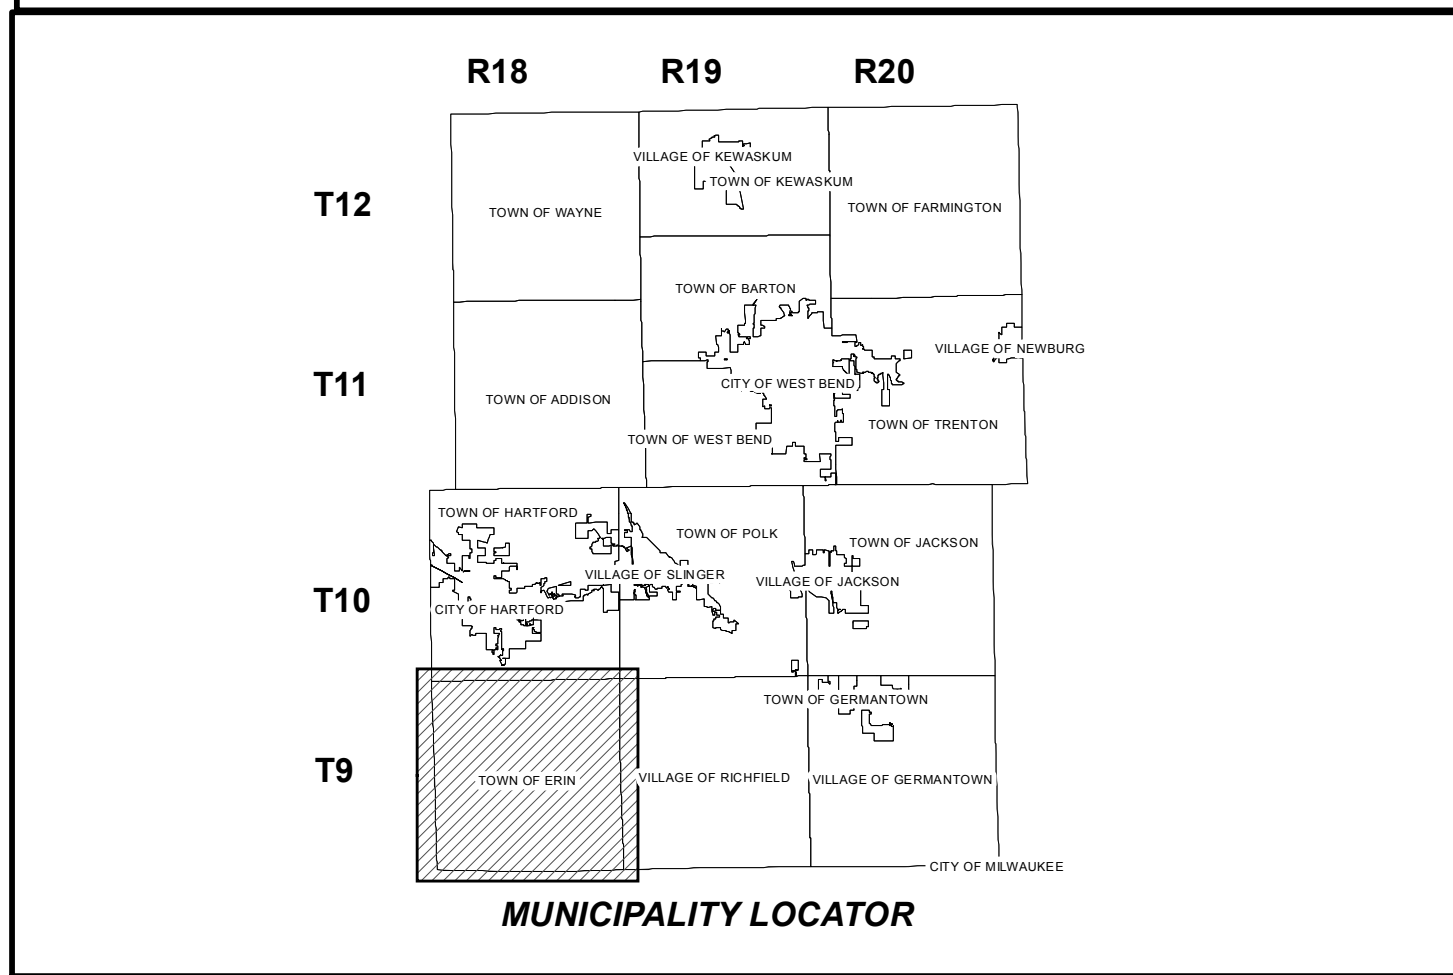 R18 R19 R20
VILLAGE OF KEWASKUM
TOWN OF KEWASKUM
T12
TOWN OF WAYNE
TOWN OF FARMINGTON
TOWN OF BARTON
VILLAGE OF NEWBURG
T11
CITY OF WEST BEND
TOWN OF ADDISON
TOWN OF TRENTON
TOWN OF WEST BEND
TOWN OF HARTFORD
TOWN OF POLK
TOWN OF JACKSON
VILLAGE OF SLINGER
VILLAGE OF JACKSON
T10
CITY OF HARTFORD
TOWN OF GERMANTOWN
T9
TOWN OF ERIN
VILLAGE OF RICHFIELD
VILLAGE OF GERMANTOWN
CITY OF MILWAUKEE
MUNICIPALITY LOCATOR